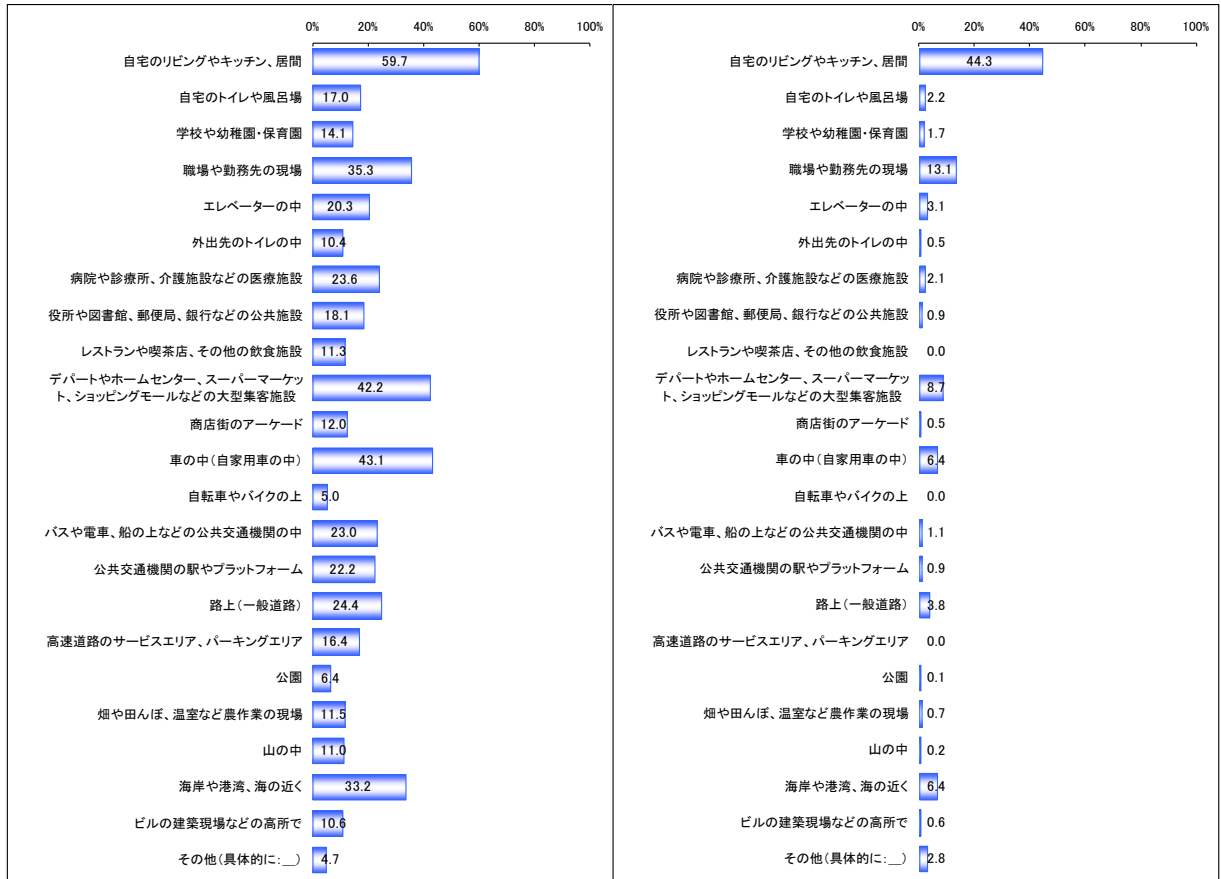 0% 20% 40% 60% 80% 100%
自宅のリビングやキッチン、居間 59.7
自宅のトイレや風呂場 17.0
学校や幼稚園・保育園 14.1
職場や勤務先の現場 35.3
エレベーターの中 20.3
外出先のトイレの中 10.4
病院や診療所、介護施設などの医療施設 23.6
役所や図書館、郵便局、銀行などの公共施設 18.1
レストランや喫茶店、その他の飲食施設 11.3
デパートやホームセンター、スーパーマーケッ
ト、ショッピングモールなどの大型集客施設 42.2
商店街のアーケード 12.0
車の中(自家用車の中) 43.1
自転車やバイクの上 5.0
バスや電車、船の上などの公共交通機関の中 23.0
公共交通機関の駅やプラットフォーム 22.2
路上(一般道路) 24.4
高速道路のサービスエリア、パーキングエリア 16.4
公園 6.4
畑や田んぼ、温室など農作業の現場 11.5
山の中 11.0
海岸や港湾、海の近く 33.2
ビルの建築現場などの高所で 10.6
その他(具体的に:__) 4.7
0% 20% 40% 60% 80% 100%
自宅のリビングやキッチン、居間 44.3
自宅のトイレや風呂場 2.2
学校や幼稚園・保育園 1.7
職場や勤務先の現場 13.1
エレベーターの中 3.1
外出先のトイレの中 0.5
病院や診療所、介護施設などの医療施設 2.1
役所や図書館、郵便局、銀行などの公共施設 0.9
レストランや喫茶店、その他の飲食施設 0.0
デパートやホームセンター、スーパーマーケッ
ト、ショッピングモールなどの大型集客施設 8.7
商店街のアーケード 0.5
車の中(自家用車の中) 6.4
自転車やバイクの上 0.0
バスや電車、船の上などの公共交通機関の中 1.1
公共交通機関の駅やプラットフォーム 0.9
路上(一般道路) 3.8
高速道路のサービスエリア、パーキングエリア 0.0
公園 0.1
畑や田んぼ、温室など農作業の現場 0.7
山の中 0.2
海岸や港湾、海の近く 6.4
ビルの建築現場などの高所で 0.6
その他(具体的に:__) 2.8